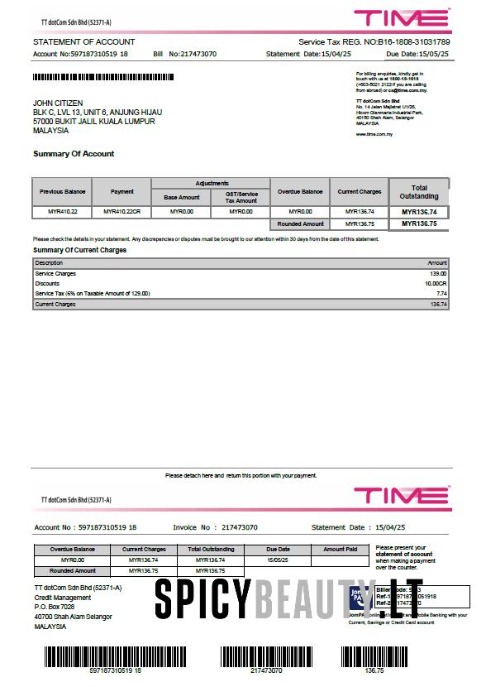 TT dotCom Sdn Bhd (52371-A)
TIME
STATEMENT OF ACCOUNT
Service Tax REG. NO:B16-1808-31031789
Account No:597187310519 18 Bill No:217473070 Statement Date:15/04/25 Due Date:15/05/25
For billing enquiries, kindly get in
touch with us at 1800-18-1818
(+603-5021 2122 if you are calling
from abroad) or cs@time.com.my.
JOHN CITIZEN
BLK C, LVL 13, UNIT 6, ANJUNG HIJAU
57000 BUKIT JALIL KUALA LUMPUR
MALAYSIA
TT dotCom Sdn Bhd
No. 14 Jalan Majistret U1/26,
Hicom Glenmarie Industrial Park,
40150 Shah Alam, Selangor
MALAYSIA
www.time.com.my
Summary Of Account
Previous Balance Payment Adjustments Overdue Balance Current Charges Total Outstanding
Base Amount GST/Service Tax Amount
MYR410.22 MYR410.22CR MYR0.00 MYR0.00 MYR0.00 MYR136.74 MYR136.74
Rounded Amount MYR136.75 MYR136.75
Please check the details in your statement. Any discrepancies or disputes must be brought to our attention within 30 days from the date of this statement.
Summary Of Current Charges
Description Amount
Service Charges 139.00
Discounts 10.00CR
Service Tax (6% on Taxable Amount of 129.00) 7.74
Current Charges 136.74
Please detach here and return this portion with your payment.
TT dotCom Sdn Bhd (52371-A)
TIME
Account No : 597187310519 18 Invoice No : 217473070 Statement Date : 15/04/25
Overdue Balance Current Charges Total Outstanding Due Date Amount Paid
MYR0.00 MYR136.74 MYR136.74 15/05/25
Rounded Amount MYR136.75 MYR136.75
Please present your
statement of account
when making a payment
over the counter.
TT dotCom Sdn Bhd (52371-A)
Credit Management
P.O. Box 7028
40700 Shah Alam Selangor
MALAYSIA
SPICYBEAUTY.LT
JomPAY
Biller Code:
Ref-1:
Ref-2:
Current, Savings or Credit Card account
597187310519 18
217473070
136.75